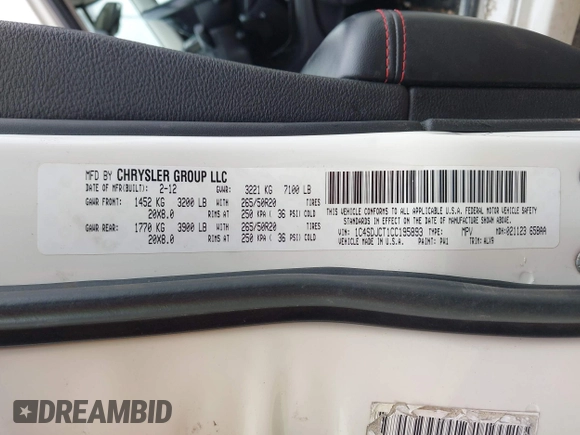 MFD BY CHRYSLER GROUP LLC
DATE OF MFR(BUILT): 2-12 GVWR: 3221 KG 7100 LB
GAWR FRONT: 1452 KG 3200 LB WITH TIRES 265/50R20
20X8.0 RIMS AT 250 KPA ( 36 PSI) COLD
GAWR REAR: 1770 KG 3900 LB WITH TIRES 265/50R20
20X8.0 RIMS AT 250 KPA ( 36 PSI) COLD
THIS VEHICLE CONFORMS TO ALL APPLICABLE U.S.A. FEDERAL MOTOR VEHICLE SAFETY
STANDARDS IN EFFECT ON THE DATE OF MANUFACTURE SHOWN ABOVE.
VIN: 1C4SDJCT1CC195893 TYPE: MPV MDH: 021123 658AA
VEHICLE MADE IN U.S.A. PAINT: PW1 TRIM: ALV9
DREAMBID